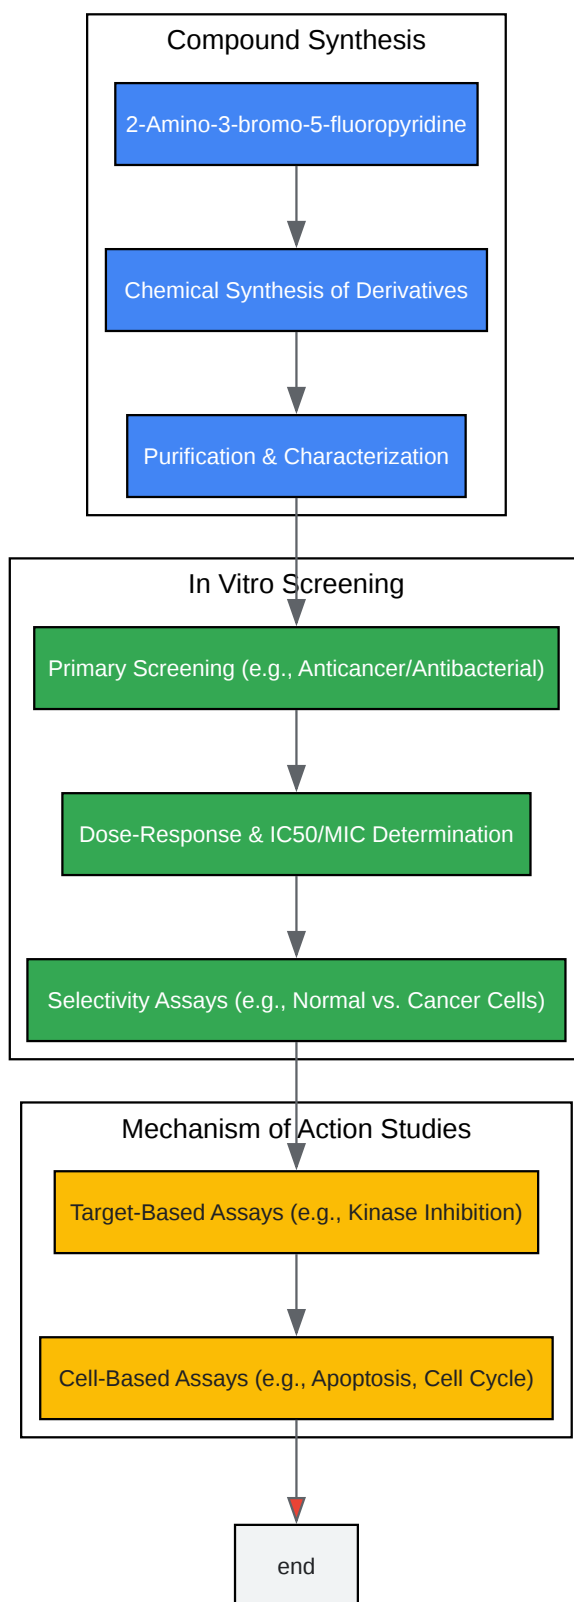 Compound Synthesis
2-Amino-3-bromo-5-fluoropyridine
Chemical Synthesis of Derivatives
Purification & Characterization
In Vitro Screening
Primary Screening (e.g., Anticancer/Antibacterial)
Dose-Response & IC50/MIC Determination
Selectivity Assays (e.g., Normal vs. Cancer Cells)
Mechanism of Action Studies
Target-Based Assays (e.g., Kinase Inhibition)
Cell-Based Assays (e.g., Apoptosis, Cell Cycle)
end